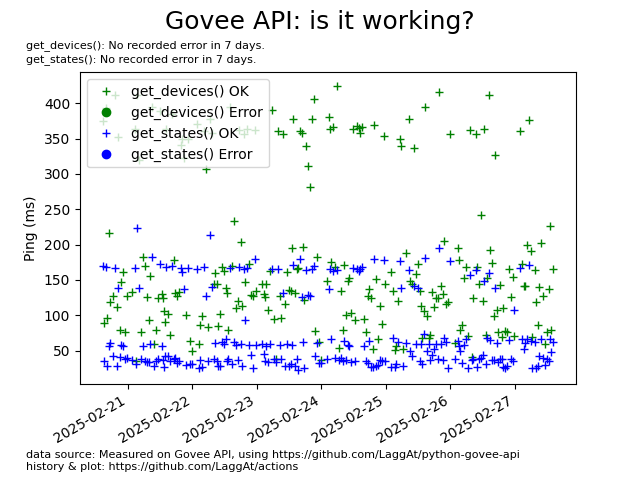 Govee API: is it working?
get_devices(): No recorded error in 7 days.
get_states(): No recorded error in 7 days.
get_devices() OK
get_devices() Error
get_states() OK
get_states() Error
Ping (ms)
400
350
300
250
200
150
100
50
2025-02-21
2025-02-22
2025-02-23
2025-02-24
2025-02-25
2025-02-26
2025-02-27
data source: Measured on Govee API, using https://github.com/LaggAt/python-govee-api
history & plot: https://github.com/LaggAt/actions